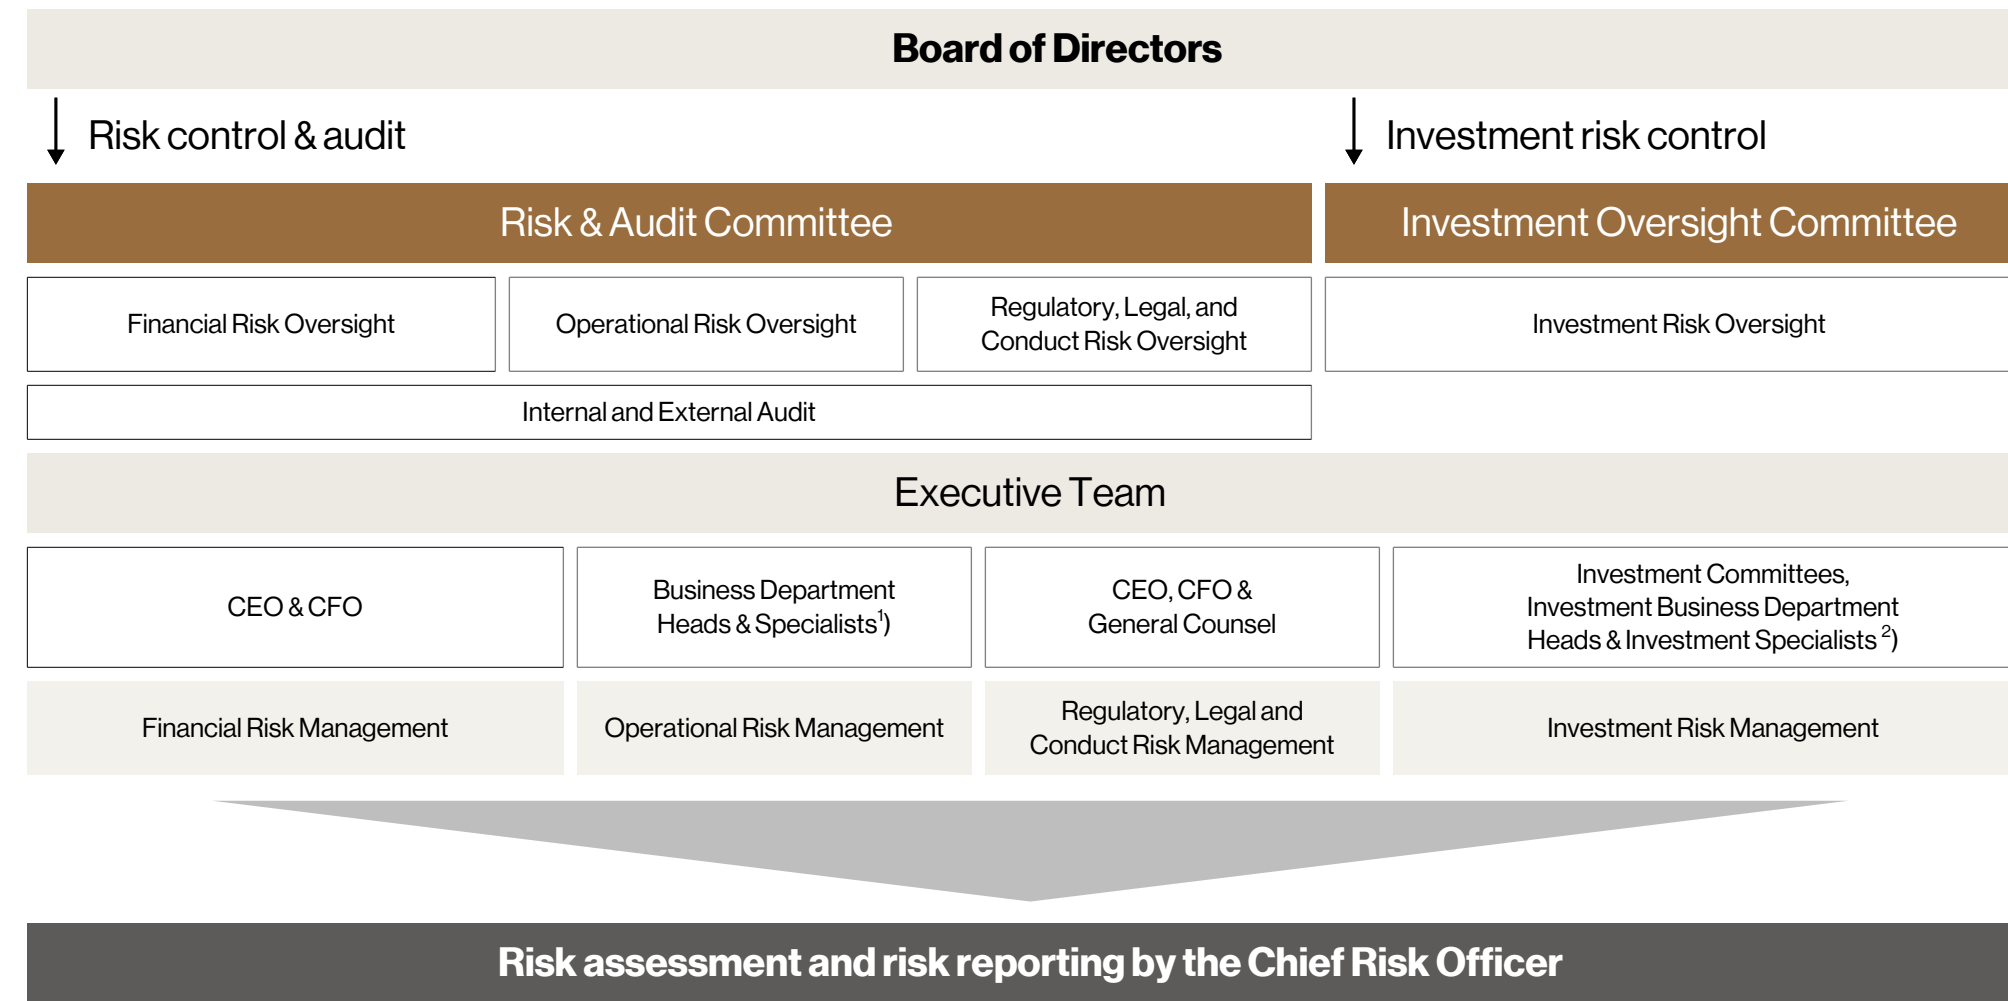 Board of Directors
Risk control & audit
Investment risk control
Risk & Audit Committee
Investment Oversight Committee
Financial Risk Oversight
Operational Risk Oversight
Regulatory, Legal, and
Conduct Risk Oversight
Investment Risk Oversight
Internal and External Audit
Executive Team
CEO & CFO
Business Department
Heads & Specialists¹)
CEO, CFO &
General Counsel
Investment Committees,
Investment Business Department
Heads & Investment Specialists ²)
Financial Risk Management
Operational Risk Management
Regulatory, Legal and
Conduct Risk Management
Investment Risk Management
Risk assessment and risk reporting by the Chief Risk Officer